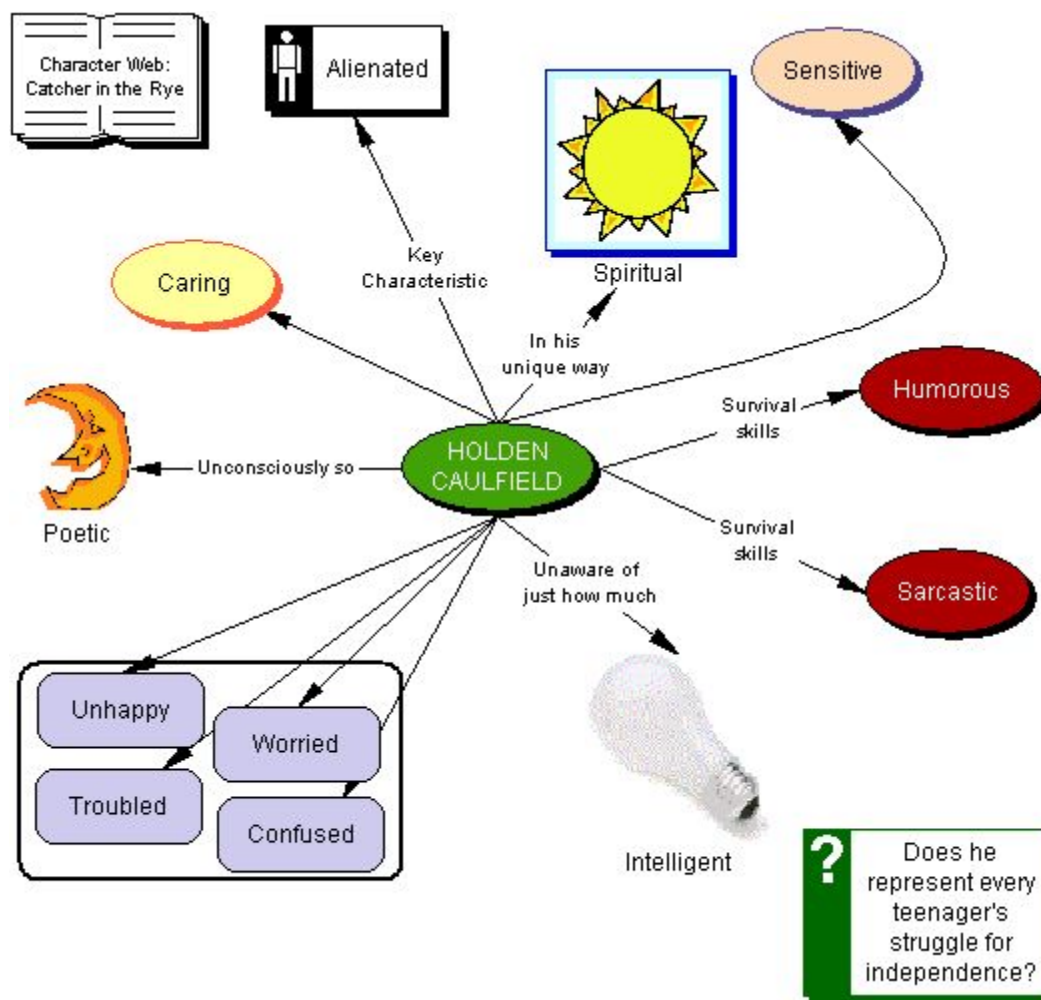 Character Web:
Catcher in the Rye
Alienated
Sensitive
Key
Characteristic
Spiritual
Caring
In his
unique way
Humorous
Survival
skills
HOLDEN
CAULFIELD
Unconsciously so
Poetic
Survival
skills
Sarcastic
Unaware of
just how much
Unhappy
Worried
Troubled
Confused
Intelligent
?
Does he
represent every
teenager's
struggle for
independence?